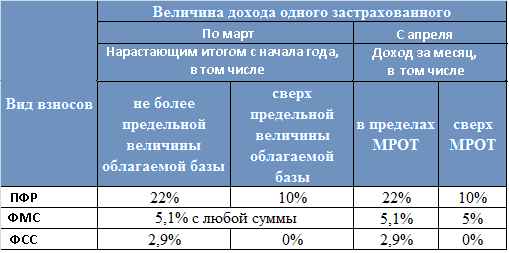 Величина дохода одного застрахованного
Вид взносов
По март
С апреля
Нарастающим итогом с начала года,
в том числе
Доход за месяц,
в том числе
не более
предельной
величины
облагаемой базы
сверх
предельной
величины
облагаемой
базы
в пределах
МРОТ
сверх
МРОТ
ПФР 22% 10% 22% 10%
ФМС 5,1% с любой суммы 5,1% 5%
ФСС 2,9% 0% 2,9% 0%